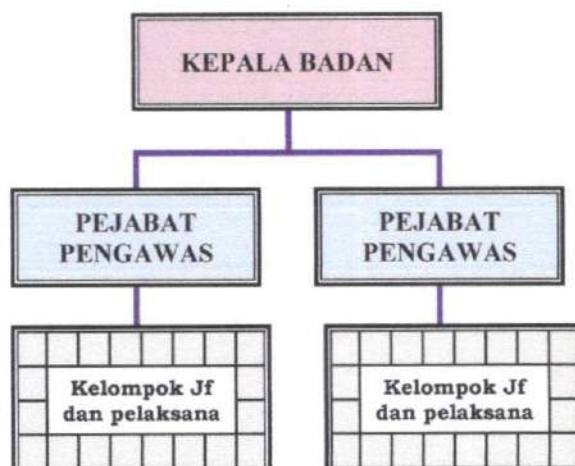 KEPALA BADAN
PEJABAT
PENGAWAS
PEJABAT
PENGAWAS
Kelompok Jf
dan pelaksana
Kelompok Jf
dan pelaksana